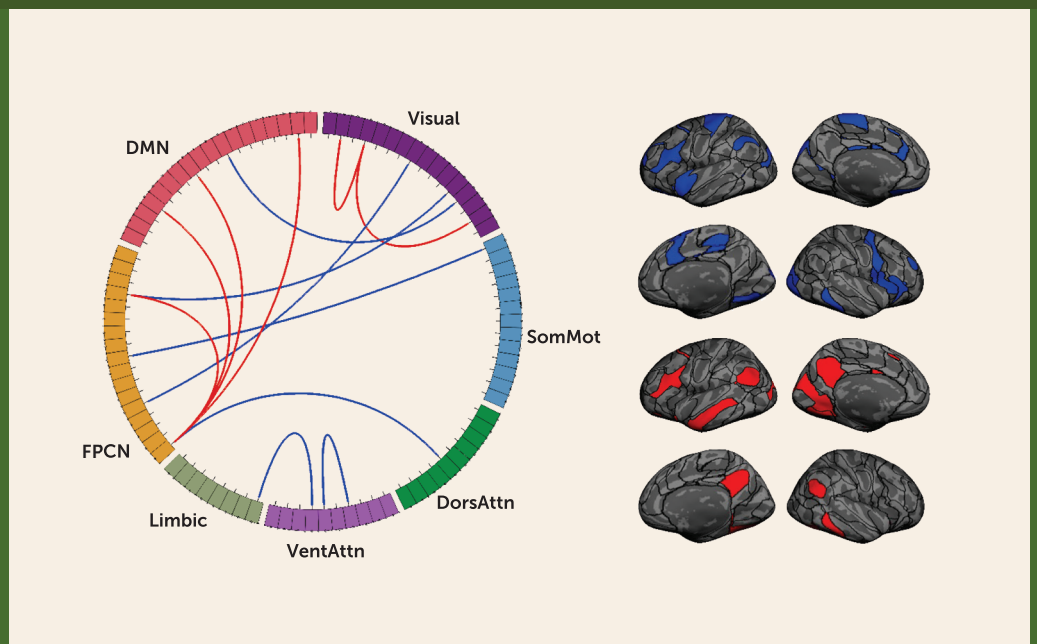 Visual
DMN
SomMot
FPCN
DorsAttn
Limbic
VentAttn